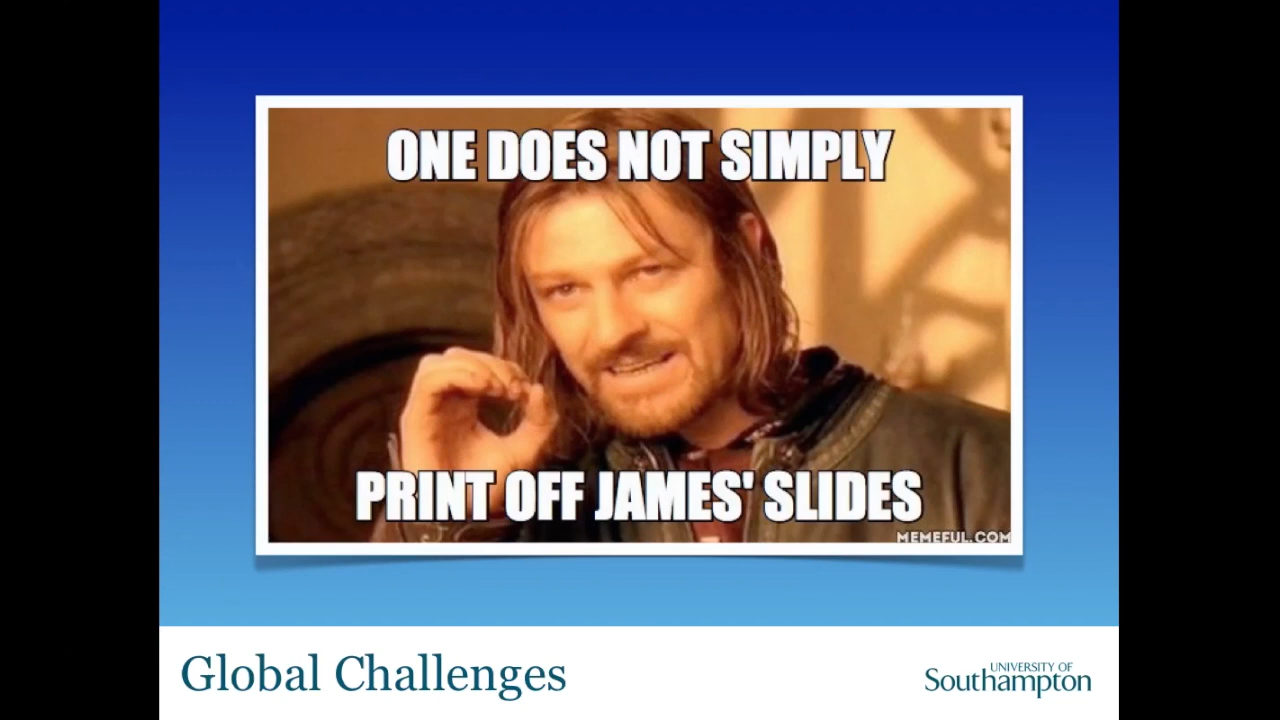 ONE DOES NOT SIMPLY
PRINT OFF JAMES' SLIDES
MEMEFUL.COM
Global Challenges
UNIVERSITY OF
Southampton